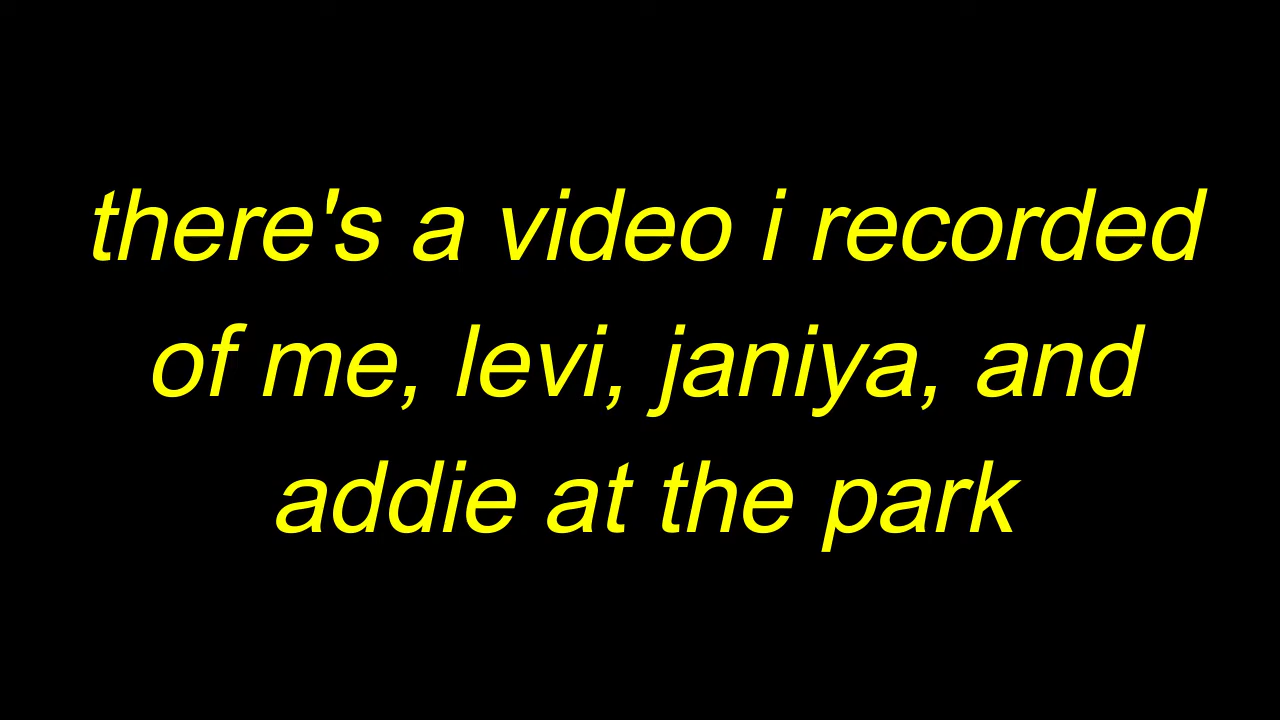 there's a video i recorded
of me, levi, janiya, and
addie at the park